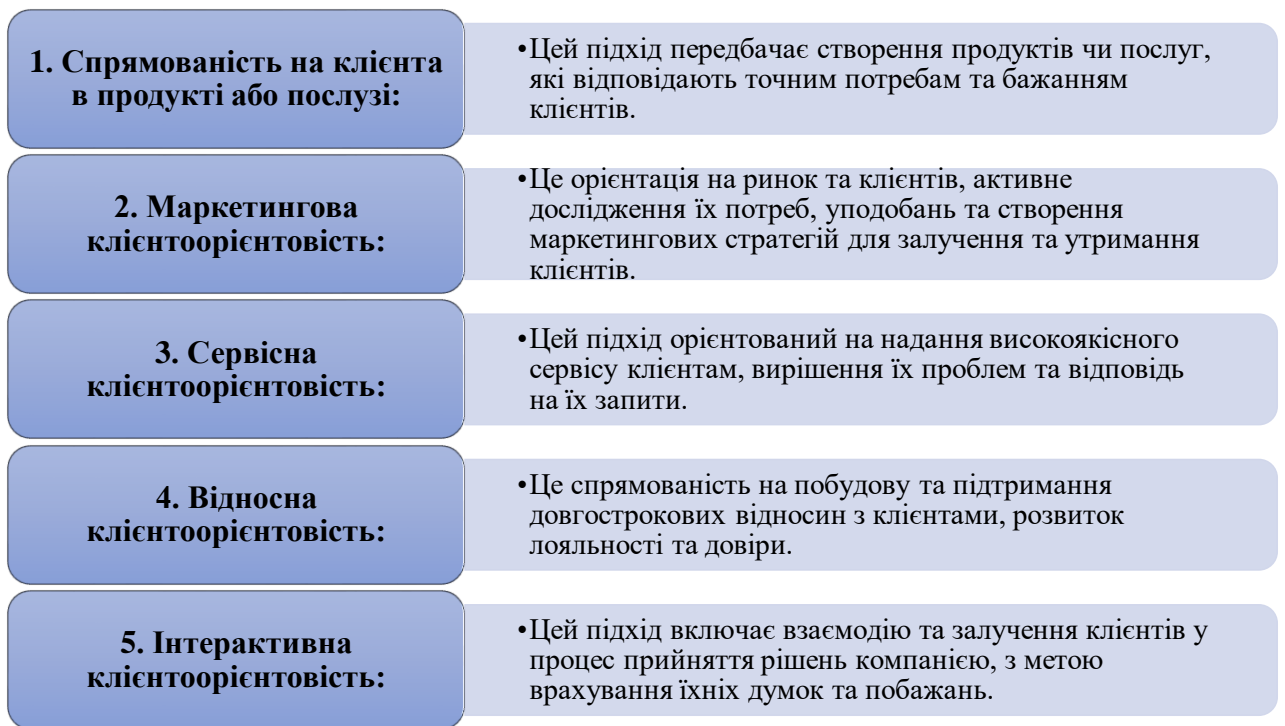 1. Спрямованість на клієнта
в продукті або послузі:
•Цей підхід передбачає створення продуктів чи послуг,
які відповідають точним потребам та бажанням
клієнтів.
2. Маркетингова
клієнтоорієнтовість:
•Це орієнтація на ринок та клієнтів, активне
дослідження їх потреб, уподобань та створення
маркетингових стратегій для залучення та утримання
клієнтів.
3. Сервісна
клієнтоорієнтовість:
•Цей підхід орієнтований на надання високоякісного
сервісу клієнтам, вирішення їх проблем та відповідь
на їх запити.
4. Відносна
клієнтоорієнтовість:
•Це спрямованість на побудову та підтримання
довгострокових відносин з клієнтами, розвиток
лояльності та довіри.
5. Інтерактивна
клієнтоорієнтовість:
•Цей підхід включає взаємодію та залучення клієнтів у
процес прийняття рішень компанією, з метою
врахування їхніх думок та побажань.